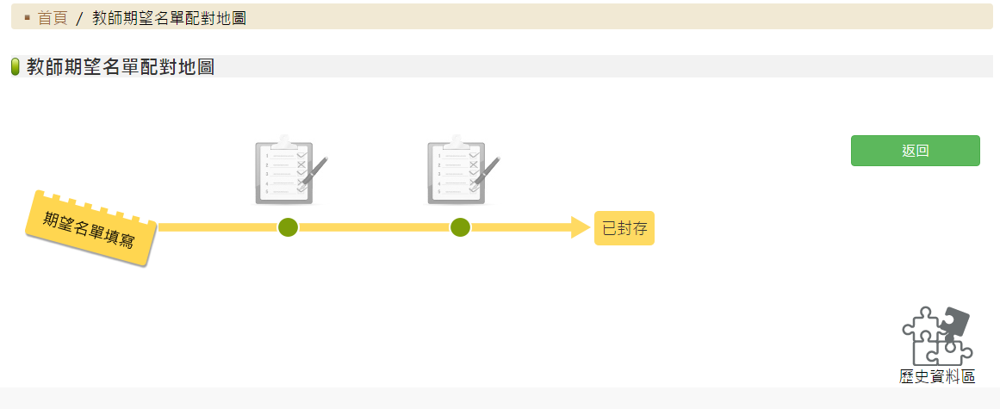 首頁 / 教師期望名單配對地圖
教師期望名單配對地圖
返回
期望名單填寫
已封存
歷史資料區